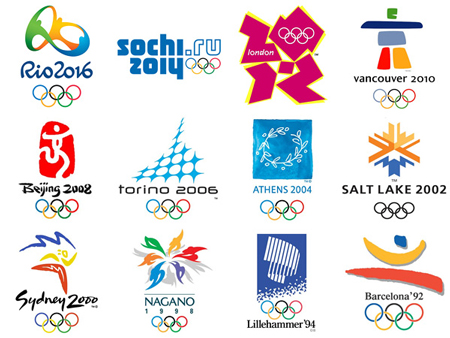 Rio2016
sochi.ru
2014
london
vancouver 2010
Beijing 2008
torino 2006
ATHENS 2004
SALT LAKE 2002
Sydney 2000
NAGANO
1998
Lillehammer'94
Barcelona'92